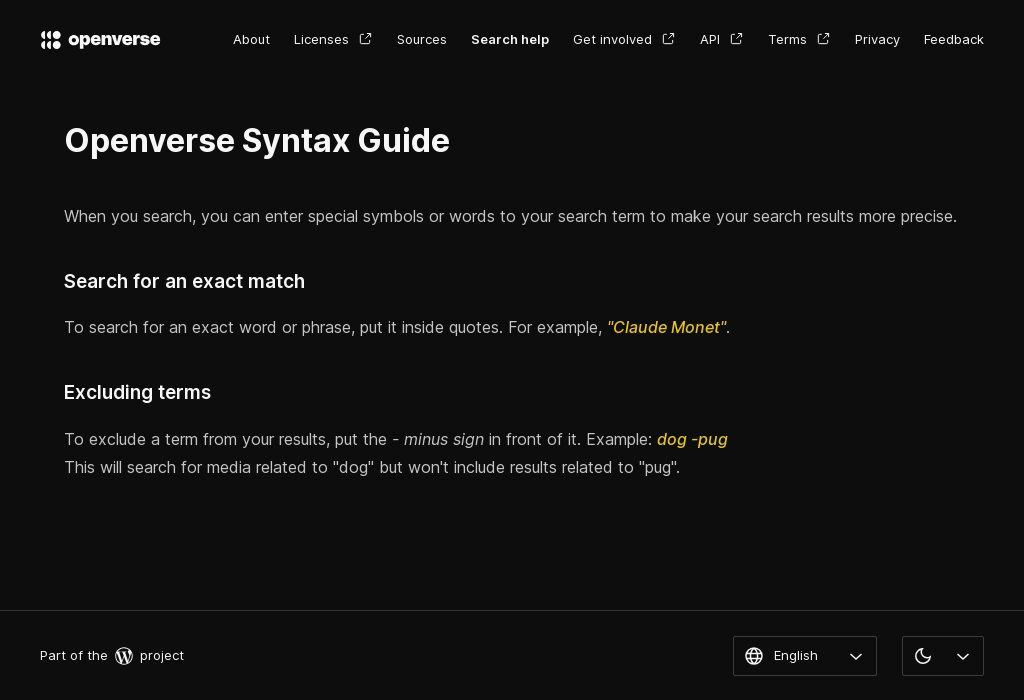 openverse
About Licenses Sources Search help Get involved API Terms Privacy Feedback
Openverse Syntax Guide
When you search, you can enter special symbols or words to your search term to make your search results more precise.
Search for an exact match
To search for an exact word or phrase, put it inside quotes. For example, "Claude Monet".
Excluding terms
To exclude a term from your results, put the - minus sign in front of it. Example: dog -pug
This will search for media related to "dog" but won't include results related to "pug".
Part of the project
English